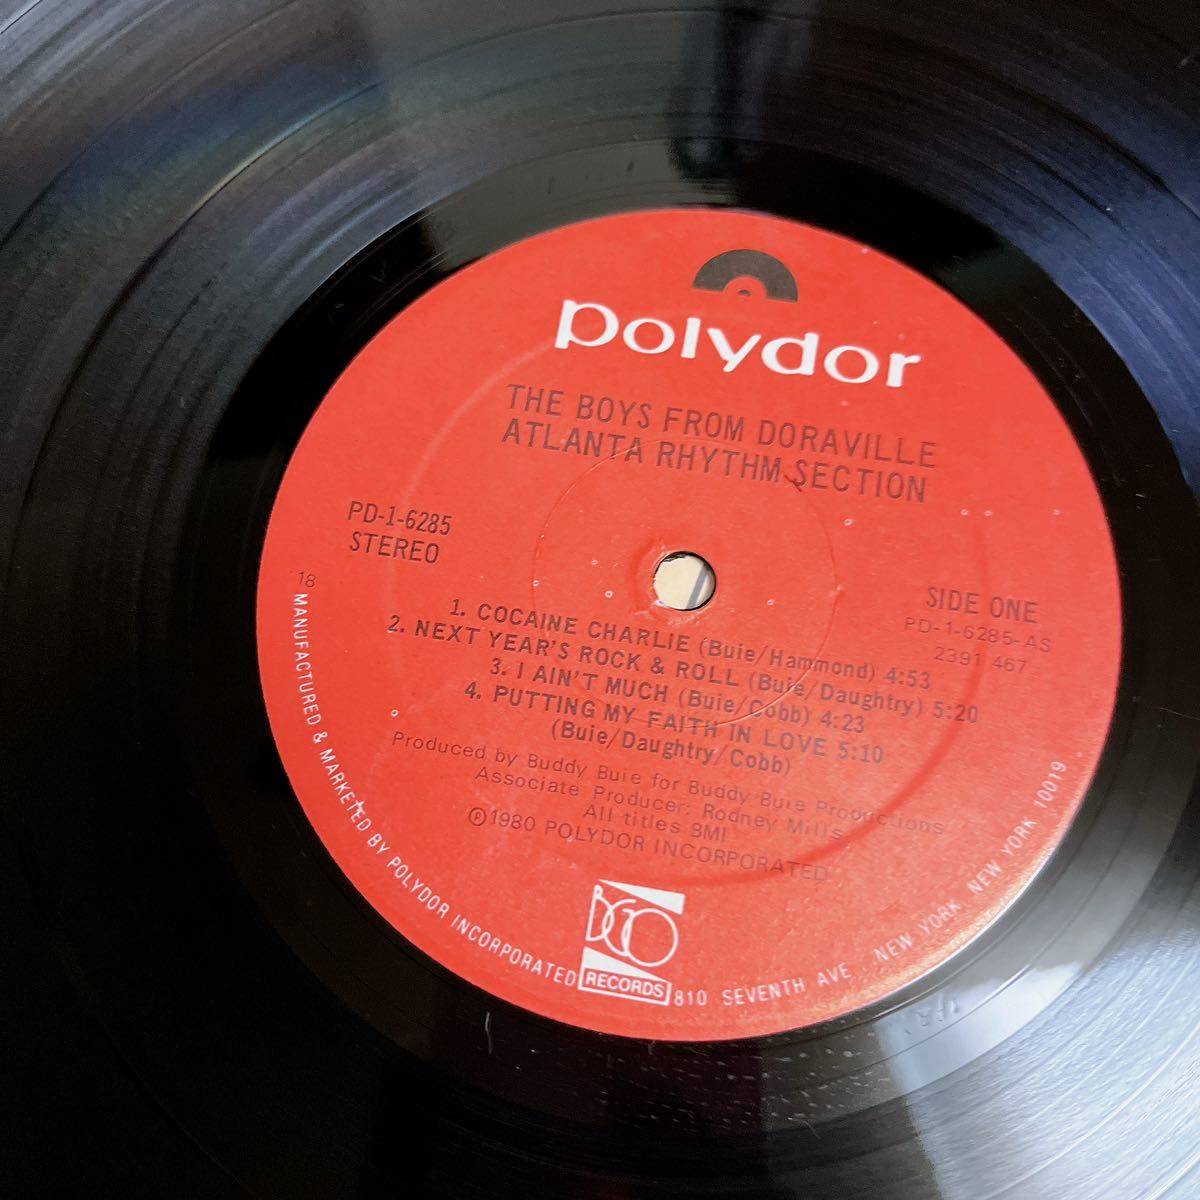 polydor
THE BOYS FROM DORAVILLE
ATLANTA RHYTHM SECTION
PD-1-6285
STEREO
SIDE ONE
PD-1-6285-AS
2391 467
18
1. COCAINE CHARLIE (Buie/Hammond) 4:53
2. NEXT YEAR'S ROCK & ROLL (Buie/Daughtry) 5:20
3. I AIN'T MUCH (Buie/Cobb) 4:23
4. PUTTING MY FAITH IN LOVE 5:10
(Buie/Daughtry/Cobb)
Produced by Buddy Buie for Buddy Buie Productions
Associate Producer: Rodney Mills
All titles BMI
℗1980 POLYDOR INCORPORATED
BGO
RECORDS
MANUFACTURED & MARKETED BY POLYDOR INCORPORATED 810 SEVENTH AVE. NEW YORK, NEW YORK 10019